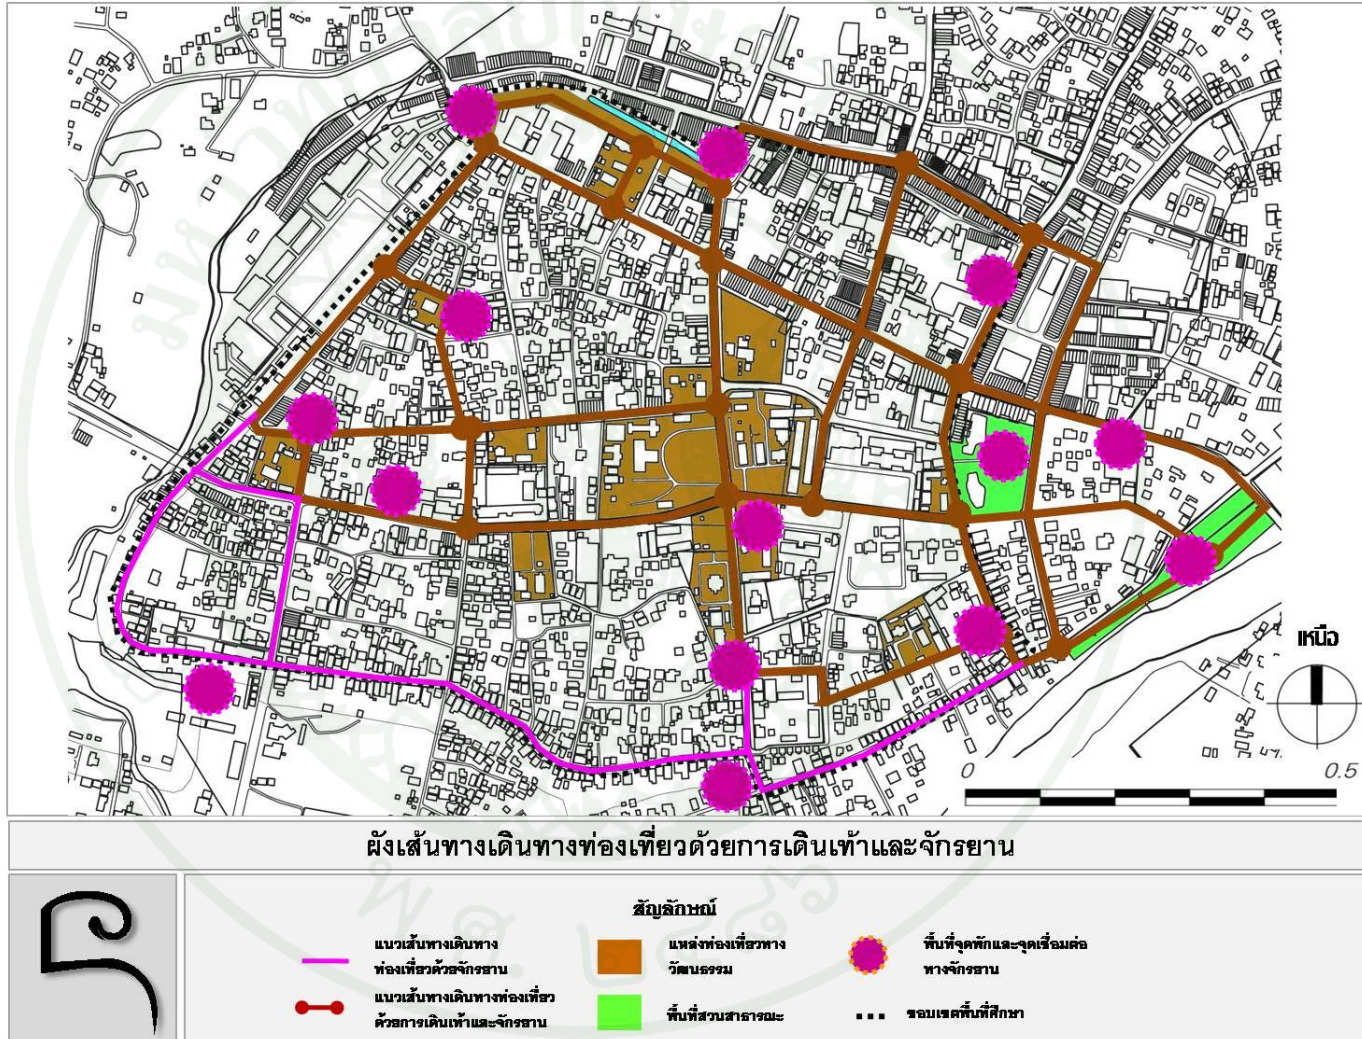 เหนือ
0 0.5
ผังเส้นทางเดินทางท่องเที่ยวด้วยการเดินเท้าและจักรยาน
สัญลักษณ์
แนวเส้นทางเดินทาง
ท่องเที่ยวด้วยจักรยาน
แนวเส้นทางเดินทางท่องเที่ยว
ด้วยการเดินเท้าและจักรยาน
แหล่งท่องเที่ยวทาง
วัฒนธรรม
พื้นที่สวนสาธารณะ
พื้นที่จุดพักและจุดเชื่อมต่อ
ทางจักรยาน
ขอบเขตพื้นที่ศึกษา